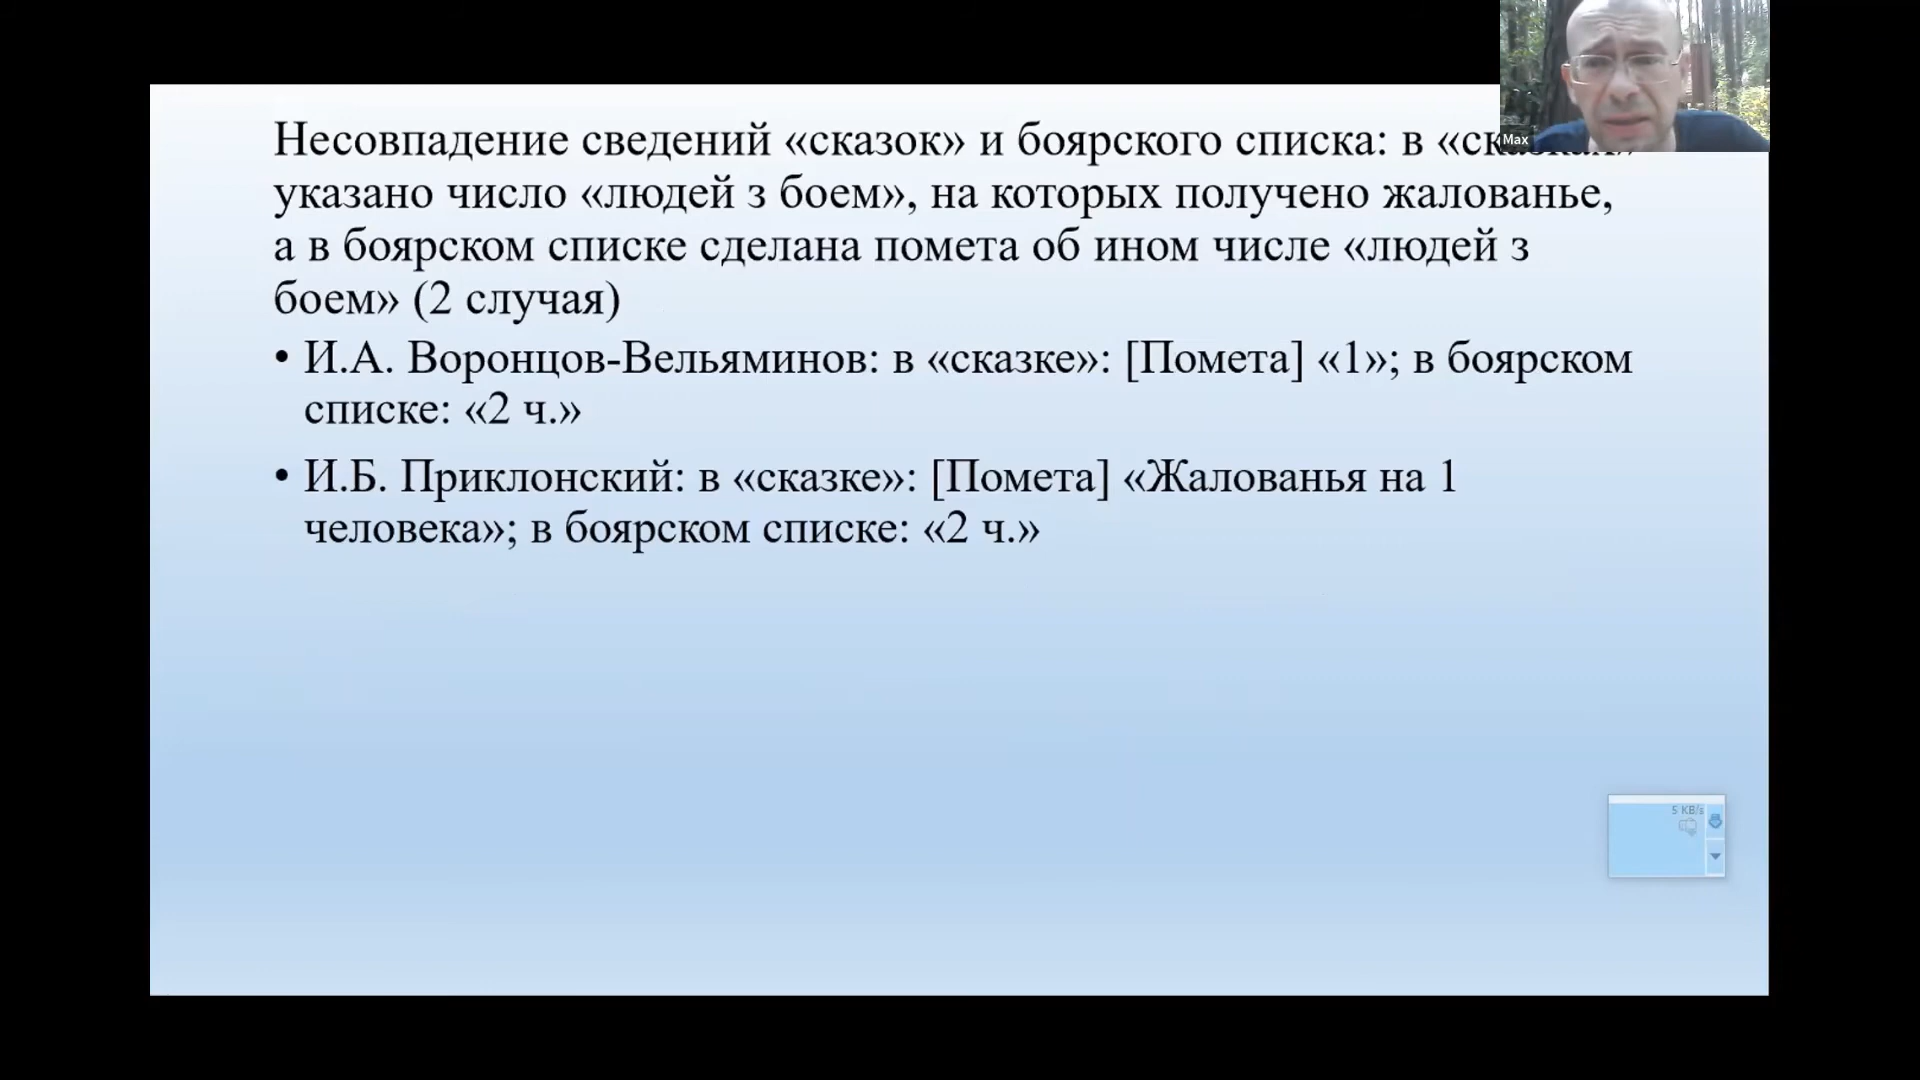 Несовпадение сведений «сказок» и боярского списка: в
указано число «людей з боем», на которых получено жалованье,
а в боярском списке сделана помета об ином числе «людей з
боем» (2 случая)
• И.А. Воронцов-Вельяминов: в «сказке»: [Помета] «1»; в боярском
списке: «2 ч.»
• И.Б. Приклонский: в «сказке»: [Помета] «Жалованья на 1
человека»; в боярском списке: «2 ч.»
Max
5 KB/s